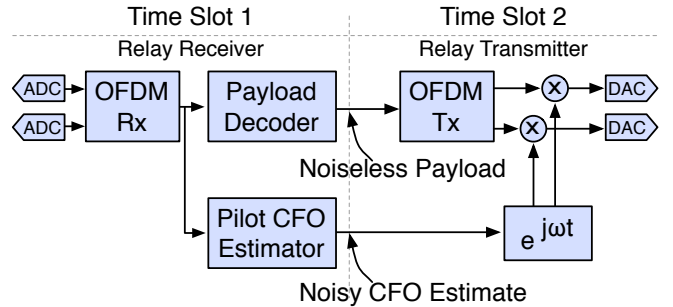 Time Slot 1
Time Slot 2
Relay Receiver
Relay Transmitter
ADC
ADC
OFDM
Rx
Payload
Decoder
OFDM
Tx
x
x
DAC
DAC
Noiseless Payload
Pilot CFO
Estimator
e jωt
Noisy CFO Estimate